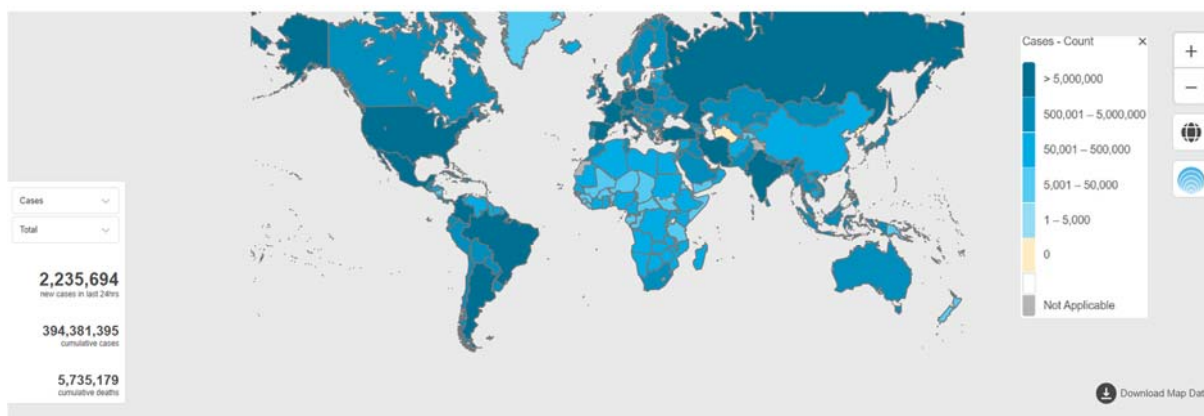 Cases
Total
2,235,694
new cases in last 24hrs
394,381,395
cumulative cases
5,735,179
cumulative deaths
Cases - Count ×
> 5,000,000
500,001 – 5,000,000
50,001 – 500,000
5,001 – 50,000
1 – 5,000
0
Not Applicable
+
−
Download Map Dat